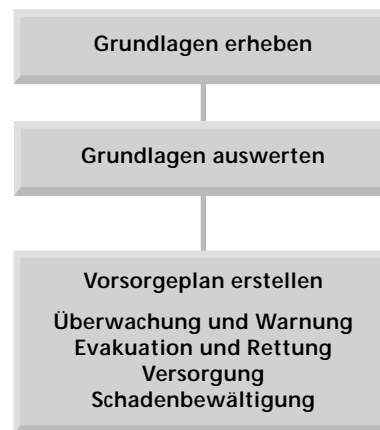 Grundlagen erheben
Grundlagen auswerten
Vorsorgeplan erstellen
Überwachung und Warnung
Evakuation und Rettung
Versorgung
Schadenbewältigung